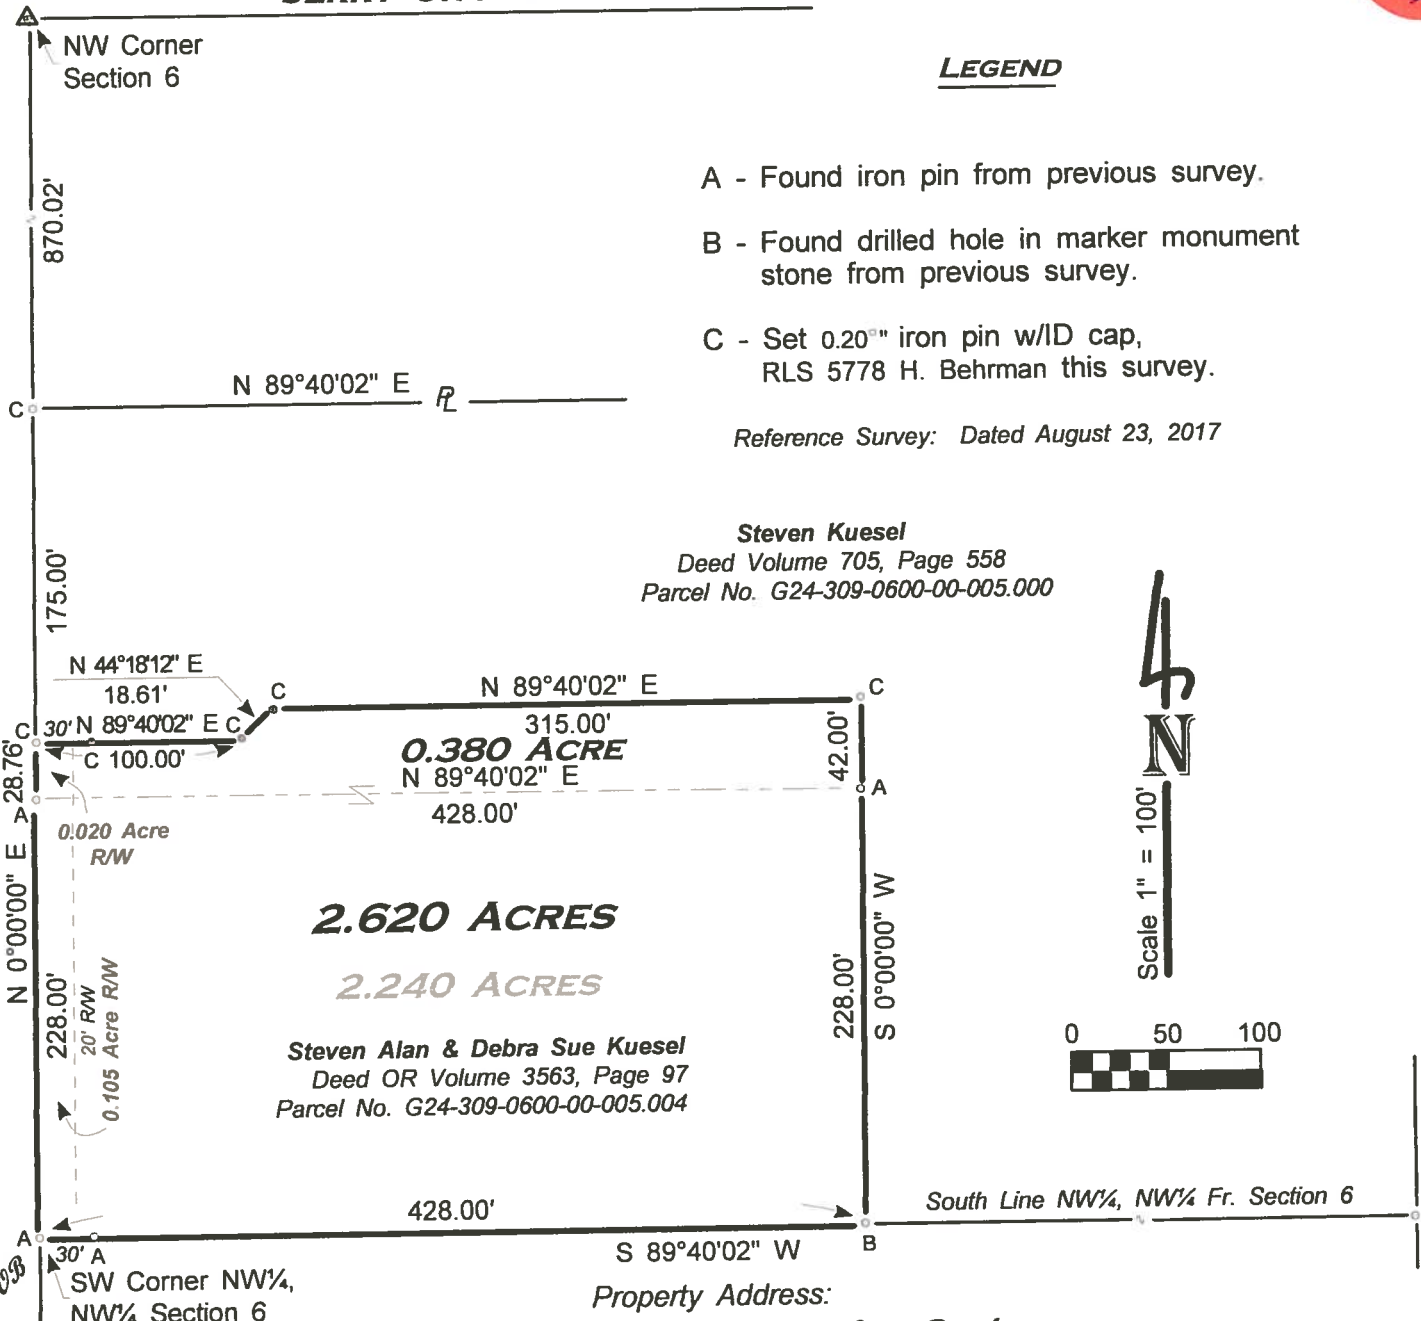 NW Corner
Section 6
LEGEND
870.02'
A - Found iron pin from previous survey.
B - Found drilled hole in marker monument
stone from previous survey.
C - Set 0.20" iron pin w/ID cap,
RLS 5778 H. Behrman this survey.
N 89°40'02" E
PL
C
Reference Survey: Dated August 23, 2017
Steven Kuesel
Deed Volume 705, Page 558
Parcel No. G24-309-0600-00-005.000
175.00'
N 44°18'12" E
18.61'
C
N 89°40'02" E
C
C
30'
N 89°40'02" E
C
315.00'
C 100.00'
0.380 ACRE
28.76'
42.00'
N 89°40'02" E
A
A
428.00'
0.020 Acre
R/W
N
Scale 1" = 100'
N 0°00'00" E
2.620 ACRES
2.240 ACRES
228.00'
20' R/W
0.105 Acre R/W
228.00'
S 0°00'00" W
Steven Alan & Debra Sue Kuesel
Deed OR Volume 3563, Page 97
Parcel No. G24-309-0600-00-005.004
0 50 100
428.00'
South Line NW¼, NW¼ Fr. Section 6
A
30'
A
S 89°40'02" W
B
SW Corner NW¼,
NW¼ Section 6
Property Address: